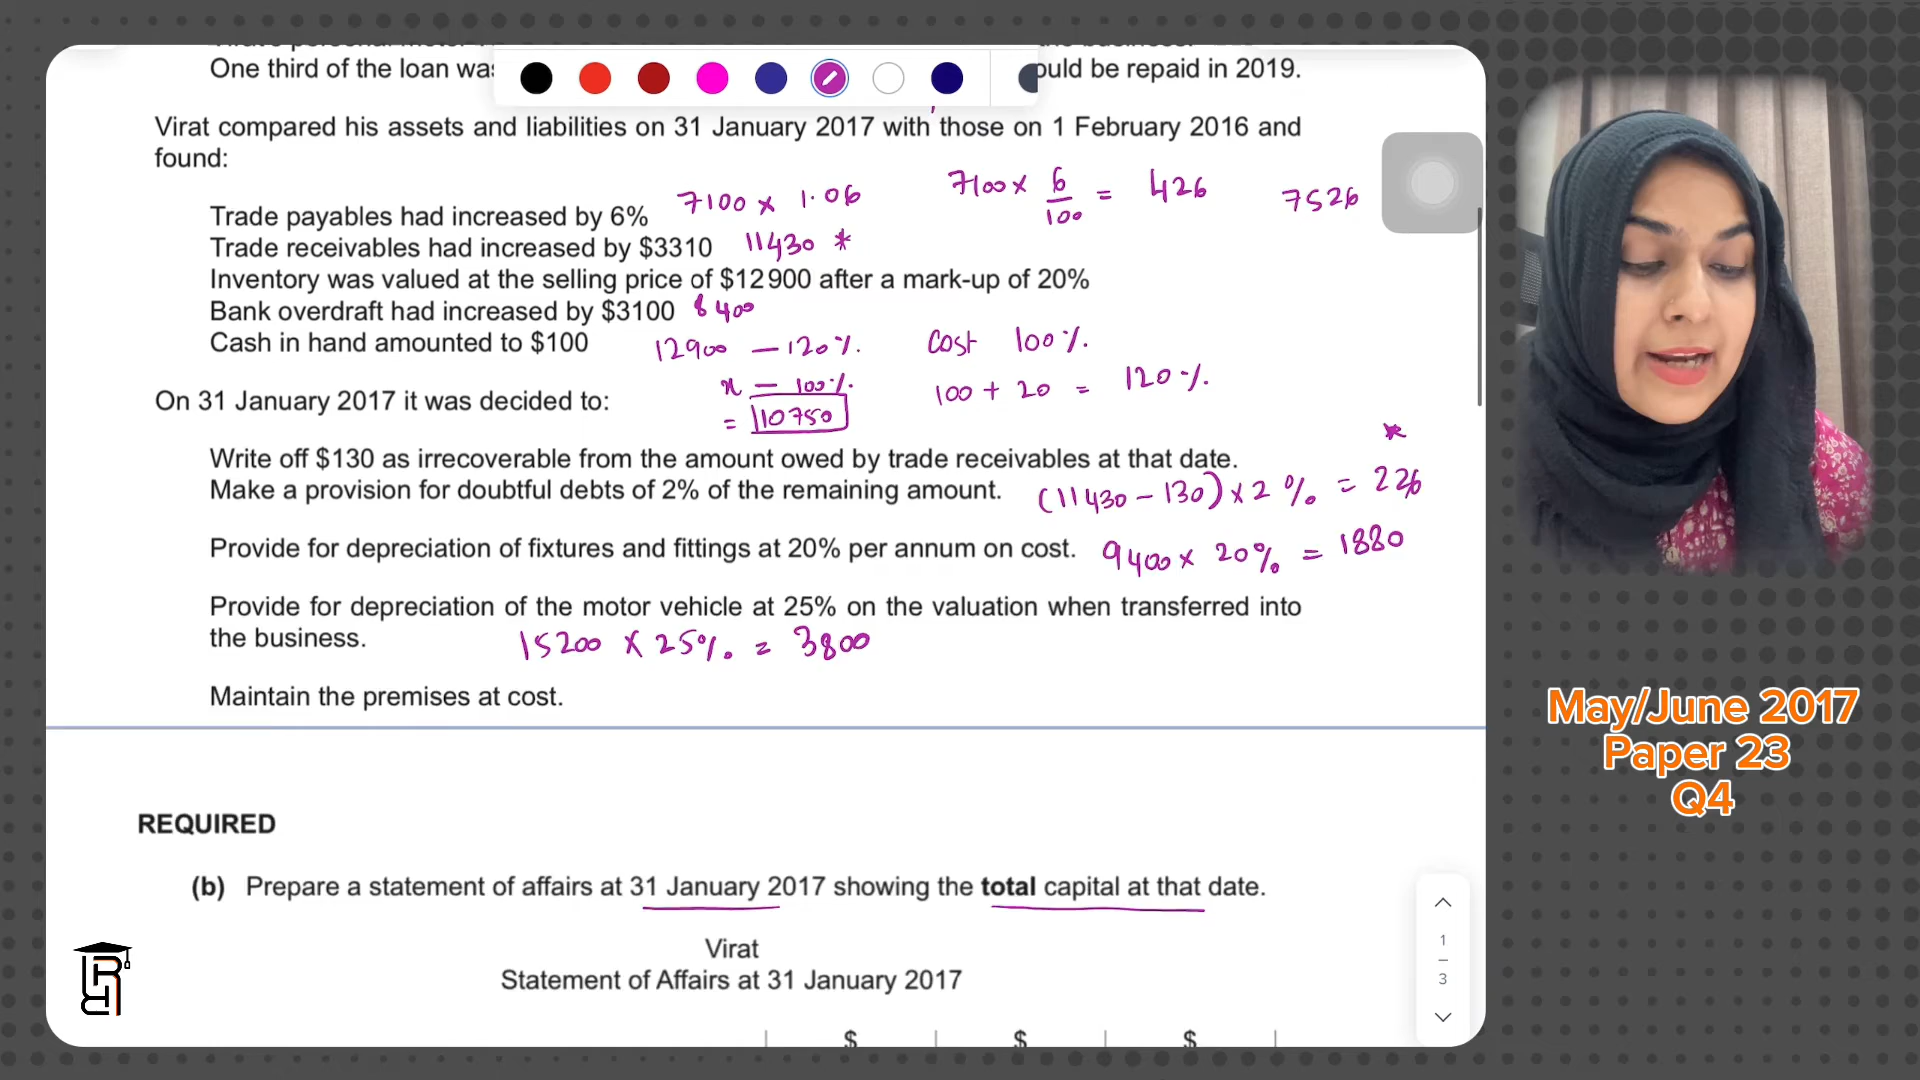 One third of the loan was
ould be repaid in 2019.
Virat compared his assets and liabilities on 31 January 2017 with those on 1 February 2016 and
found:
7100 × 6/100 = 426 7526
Trade payables had increased by 6% 7100 × 1.06
Trade receivables had increased by $3310 11430 *
Inventory was valued at the selling price of $12 900 after a mark-up of 20%
Bank overdraft had increased by $3100 8400
Cash in hand amounted to $100 12900 — 120%. Cost 100%.
x — 100%. 100 + 20 = 120%.
On 31 January 2017 it was decided to: = 10750
*
Write off $130 as irrecoverable from the amount owed by trade receivables at that date.
Make a provision for doubtful debts of 2% of the remaining amount. (11430 – 130) × 2% = 226
Provide for depreciation of fixtures and fittings at 20% per annum on cost. 9400 × 20% = 1880
Provide for depreciation of the motor vehicle at 25% on the valuation when transferred into
the business. 15200 × 25% = 3800
Maintain the premises at cost.
REQUIRED
(b) Prepare a statement of affairs at 31 January 2017 showing the total capital at that date.
Virat
Statement of Affairs at 31 January 2017
$ $ $
1
3
May/June 2017
Paper 23
Q4